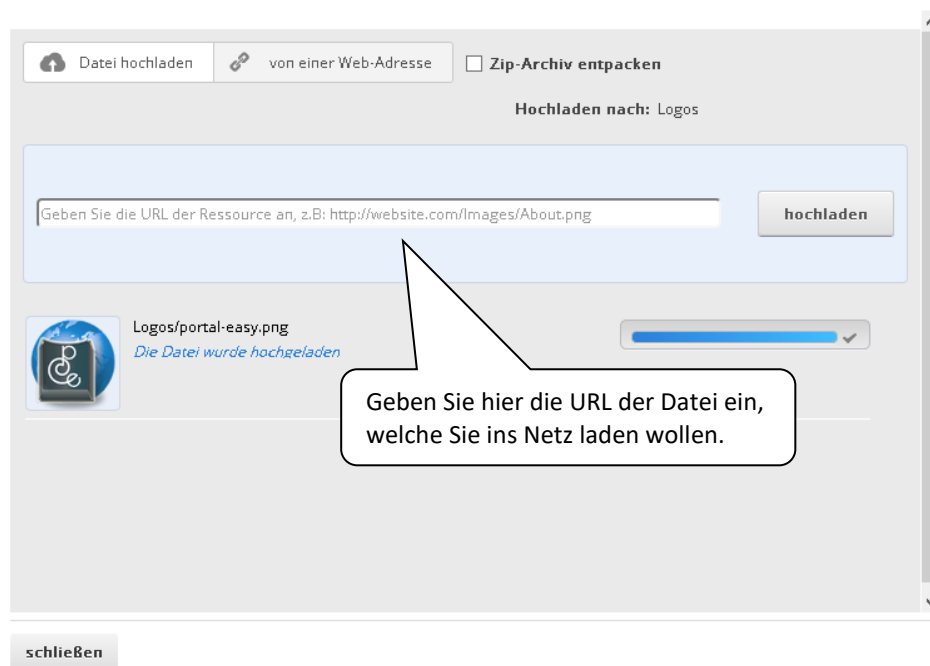 Datei hochladen von einer Web-Adresse Zip-Archiv entpacken
Hochladen nach: Logos
Geben Sie die URL der Ressource an, z.B: http://website.com/Images/About.png hochladen
Logos/portal-easy.png
Die Datei wurde hochgeladen
Geben Sie hier die URL der Datei ein,
welche Sie ins Netz laden wollen.
schließen